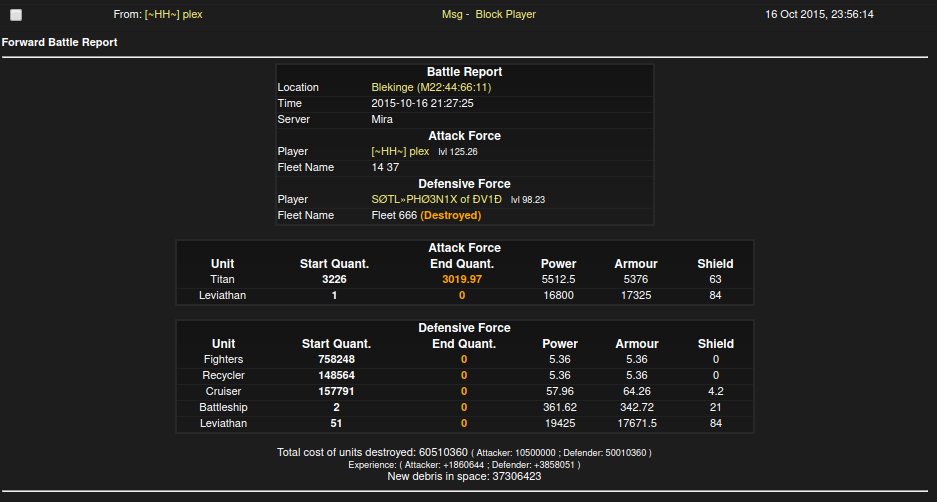 From: [~HH~] plex Msg - Block Player 16 Oct 2015, 23:56:14
Forward Battle Report
Battle Report
Location Blekinge (M22:44:66:11)
Time 2015-10-16 21:27:25
Server Mira
Attack Force
Player [~HH~] plex lvl 125.26
Fleet Name 14 37
Defensive Force
Player SØTL»PHØ3N1X of ĐV1Đ lvl 98.23
Fleet Name Fleet 666 (Destroyed)
Attack Force
Unit Start Quant. End Quant. Power Armour Shield
Titan 3226 3019.97 5512.5 5376 63
Leviathan 1 0 16800 17325 84
Defensive Force
Unit Start Quant. End Quant. Power Armour Shield
Fighters 758248 0 5.36 5.36 0
Recycler 148564 0 5.36 5.36 0
Cruiser 157791 0 57.96 64.26 4.2
Battleship 2 0 361.62 342.72 21
Leviathan 51 0 19425 17671.5 84
Total cost of units destroyed: 60510360 ( Attacker: 10500000 ; Defender: 50010360 )
Experience: ( Attacker: +1860644 ; Defender: +3858051 )
New debris in space: 37306423